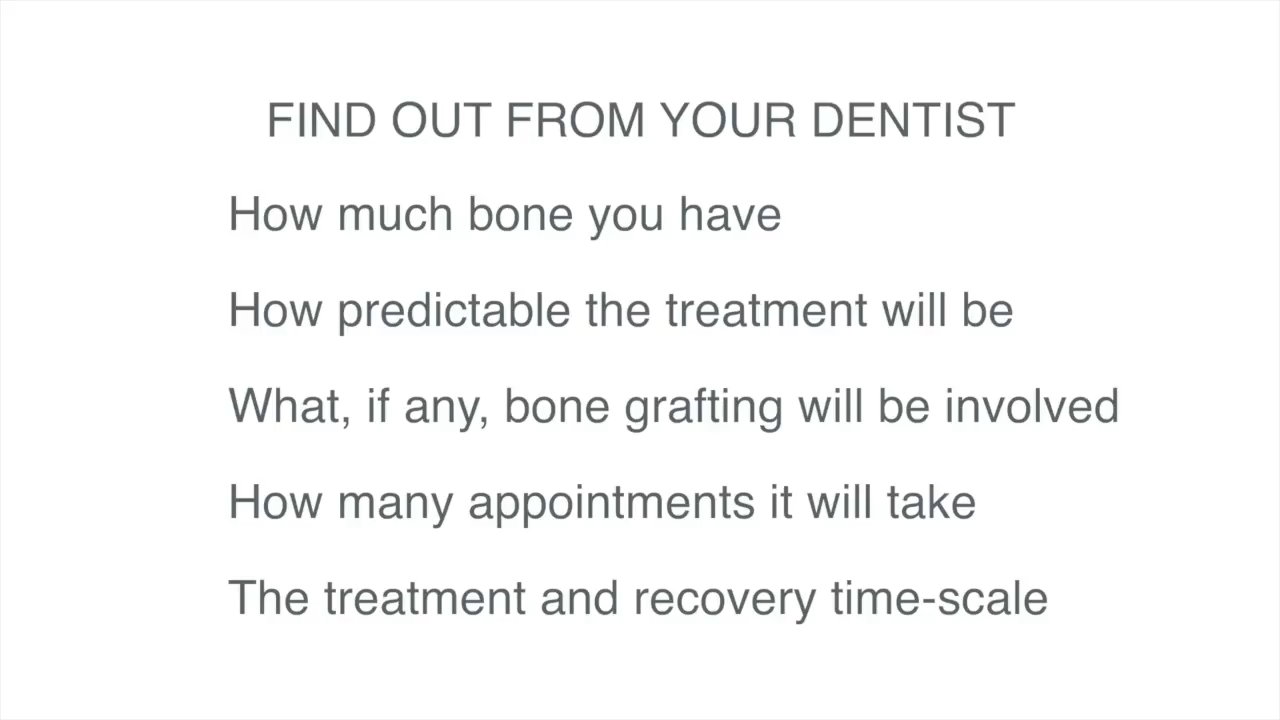 FIND OUT FROM YOUR DENTIST
How much bone you have
How predictable the treatment will be
What, if any, bone grafting will be involved
How many appointments it will take
The treatment and recovery time-scale